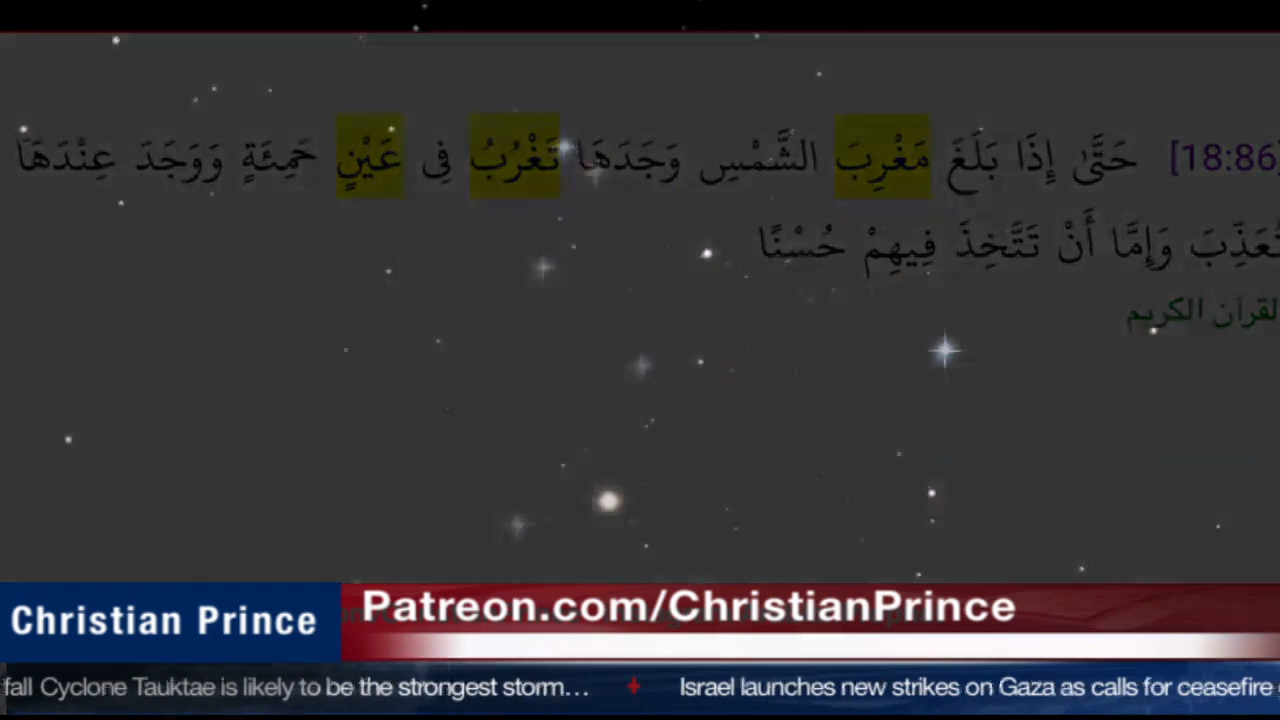 [18:86] حَتَّىٰ إِذَا بَلَغَ مَغْرِبَ الشَّمْسِ وَجَدَهَا تَغْرُبُ فِى عَيْنٍ حَمِئَةٍ وَوَجَدَ عِنْدَهَا
تُعَذِّبَ وَإِمَّا أَنْ تَتَّخِذَ فِيهِمْ حُسْنًا
القرآن الكريم
Christian Prince
Patreon.com/ChristianPrince
fall Cyclone Tauktae is likely to be the strongest storm… Israel launches new strikes on Gaza as calls for ceasefire